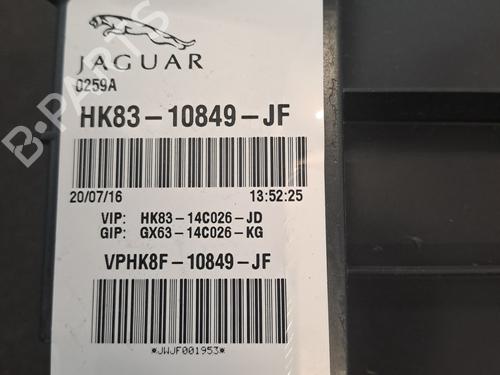 JAGUAR
0259A
HK83-10849-JF
20/07/16 13:52:25
VIP: HK83-14C026-JD
GIP: GX63-14C026-KG
VPHK8F-10849-JF
*JWJF001953*
B-PARTS